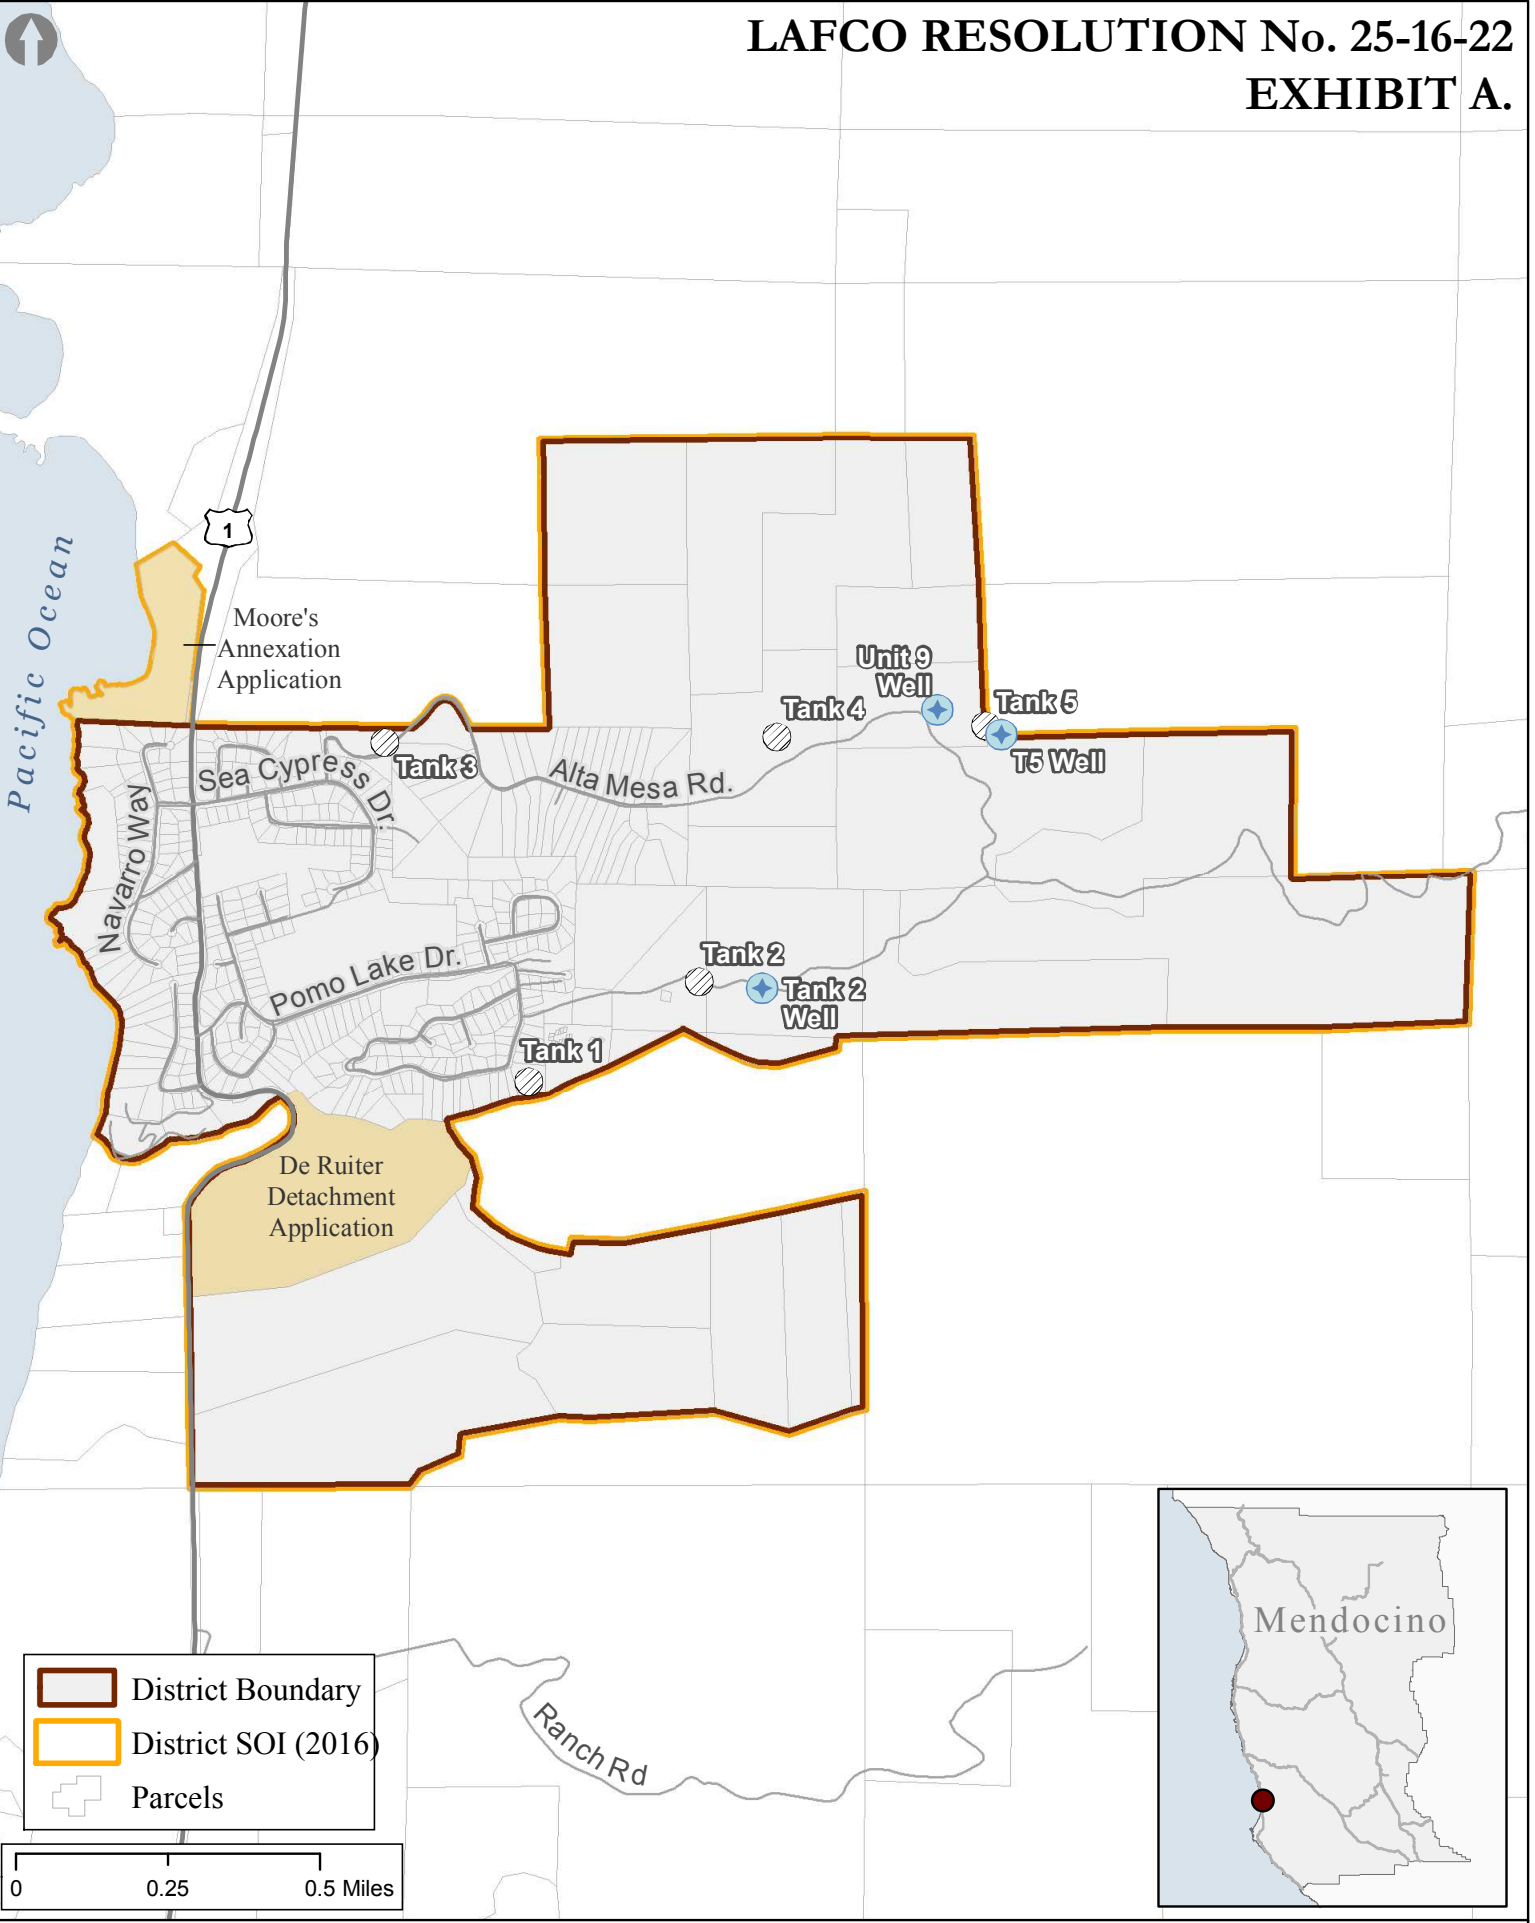 LAFCO RESOLUTION No. 25-16-22
EXHIBIT A.
Pacific Ocean
1
Moore's
Annexation
Application
Unit 9
Well
Tank 5
Tank 4
T5 Well
Tank 3
Sea Cypress Dr.
Alta Mesa Rd.
Navarro Way
Pomo Lake Dr.
Tank 2
Tank 2
Well
Tank 1
De Ruiter
Detachment
Application
Mendocino
Ranch Rd
District Boundary
District SOI (2016)
Parcels
0 0.25 0.5 Miles